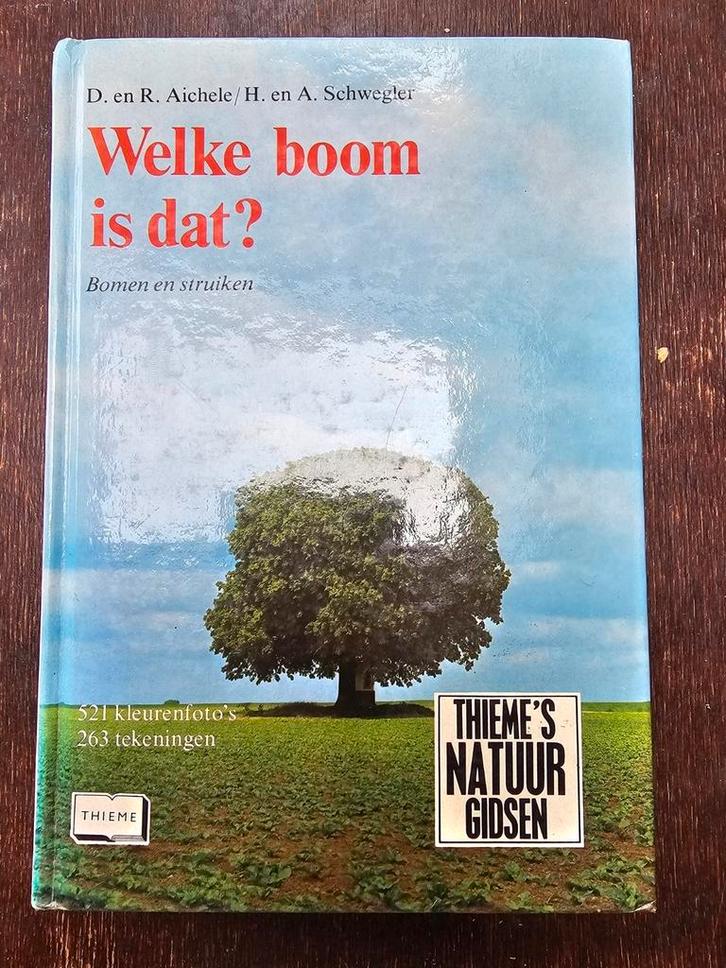 D. en R. Aichele/H. en A. Schwegler
Welke boom
is dat?
Bomen en struiken
521 kleurenfoto's
263 tekeningen
THIEME
THIEME'S
NATUUR
GIDSEN